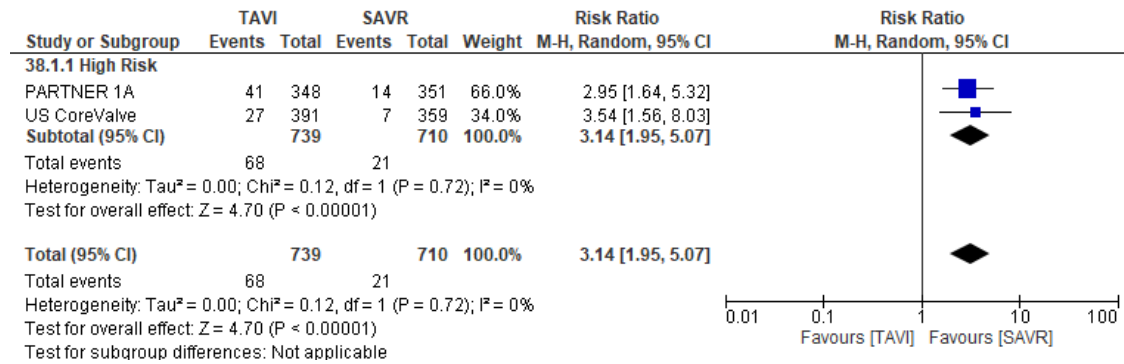 TAVI SAVR Risk Ratio Risk Ratio
Study or Subgroup Events Total Events Total Weight M-H, Random, 95% CI M-H, Random, 95% CI
38.1.1 High Risk
PARTNER 1A 41 348 14 351 66.0% 2.95 [1.64, 5.32]
US CoreValve 27 391 7 359 34.0% 3.54 [1.56, 8.03]
Subtotal (95% CI) 739 710 100.0% 3.14 [1.95, 5.07]
Total events 68 21
Heterogeneity: Tau² = 0.00; Chi² = 0.12, df = 1 (P = 0.72); I² = 0%
Test for overall effect: Z = 4.70 (P < 0.00001)
Total (95% CI) 739 710 100.0% 3.14 [1.95, 5.07]
Total events 68 21
Heterogeneity: Tau² = 0.00; Chi² = 0.12, df = 1 (P = 0.72); I² = 0%
Test for overall effect: Z = 4.70 (P < 0.00001)
Test for subgroup differences: Not applicable
0.01 0.1 1 10 100
Favours [TAVI] Favours [SAVR]